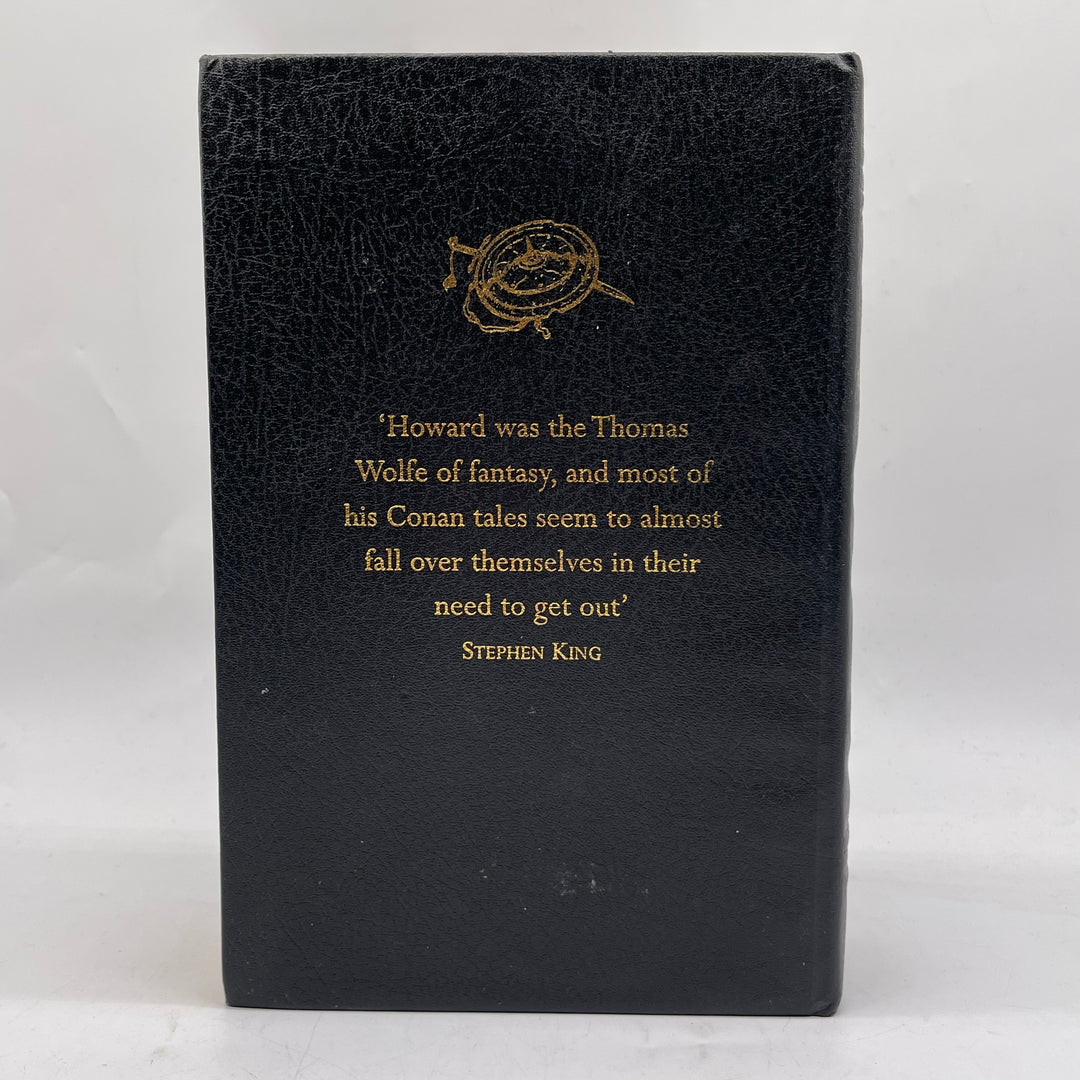 ‘Howard was the Thomas
Wolfe of fantasy, and most of
his Conan tales seem to almost
fall over themselves in their
need to get out’
STEPHEN KING